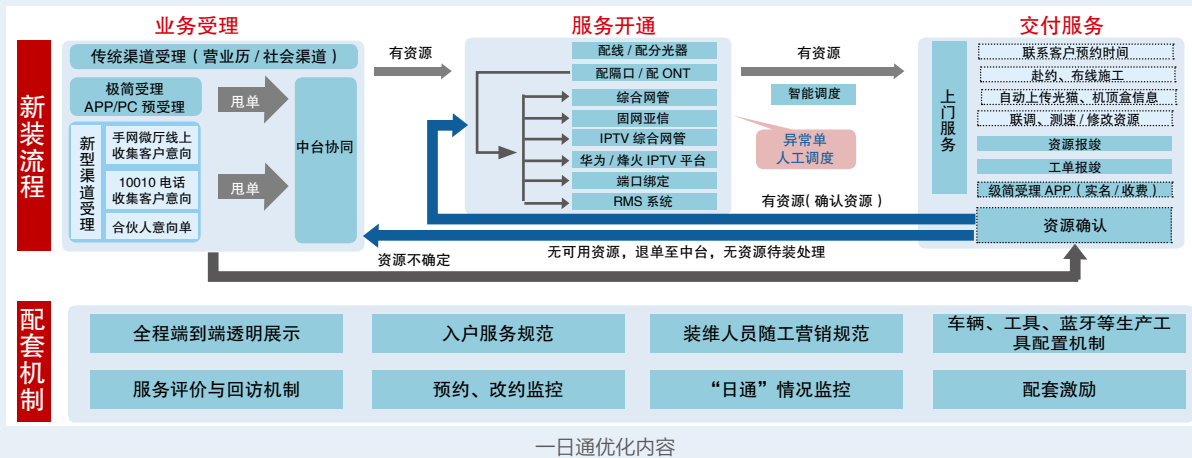 业务受理
服务开通
交付服务
新装流程
传统渠道受理（营业历/社会渠道）
极简受理
APP/PC 预受理
甩单
新型渠道受理
手网微厅线上
收集客户意向
10010 电话
收集客户意向
合伙人意向单
甩单
中台协同
有资源
配线/配分光器
配隔口/配 ONT
综合网管
固网亚信
IPTV 综合网管
华为/烽火 IPTV 平台
端口绑定
RMS 系统
有资源
智能调度
异常单
人工调度
上门服务
联系客户预约时间
赴约、布线施工
自动上传光猫、机顶盒信息
联调、测速/修改资源
资源报竣
工单报竣
级简受理 APP（实名/收费）
资源确认
有资源(确认资源)
无可用资源，退单至中台，无资源待装处理
资源不确定
配套机制
全程端到端透明展示
入户服务规范
装维人员随工营销规范
车辆、工具、蓝牙等生产工
具配置机制
服务评价与回访机制
预约、改约监控
“日通”情况监控
配套激励
一日通优化内容